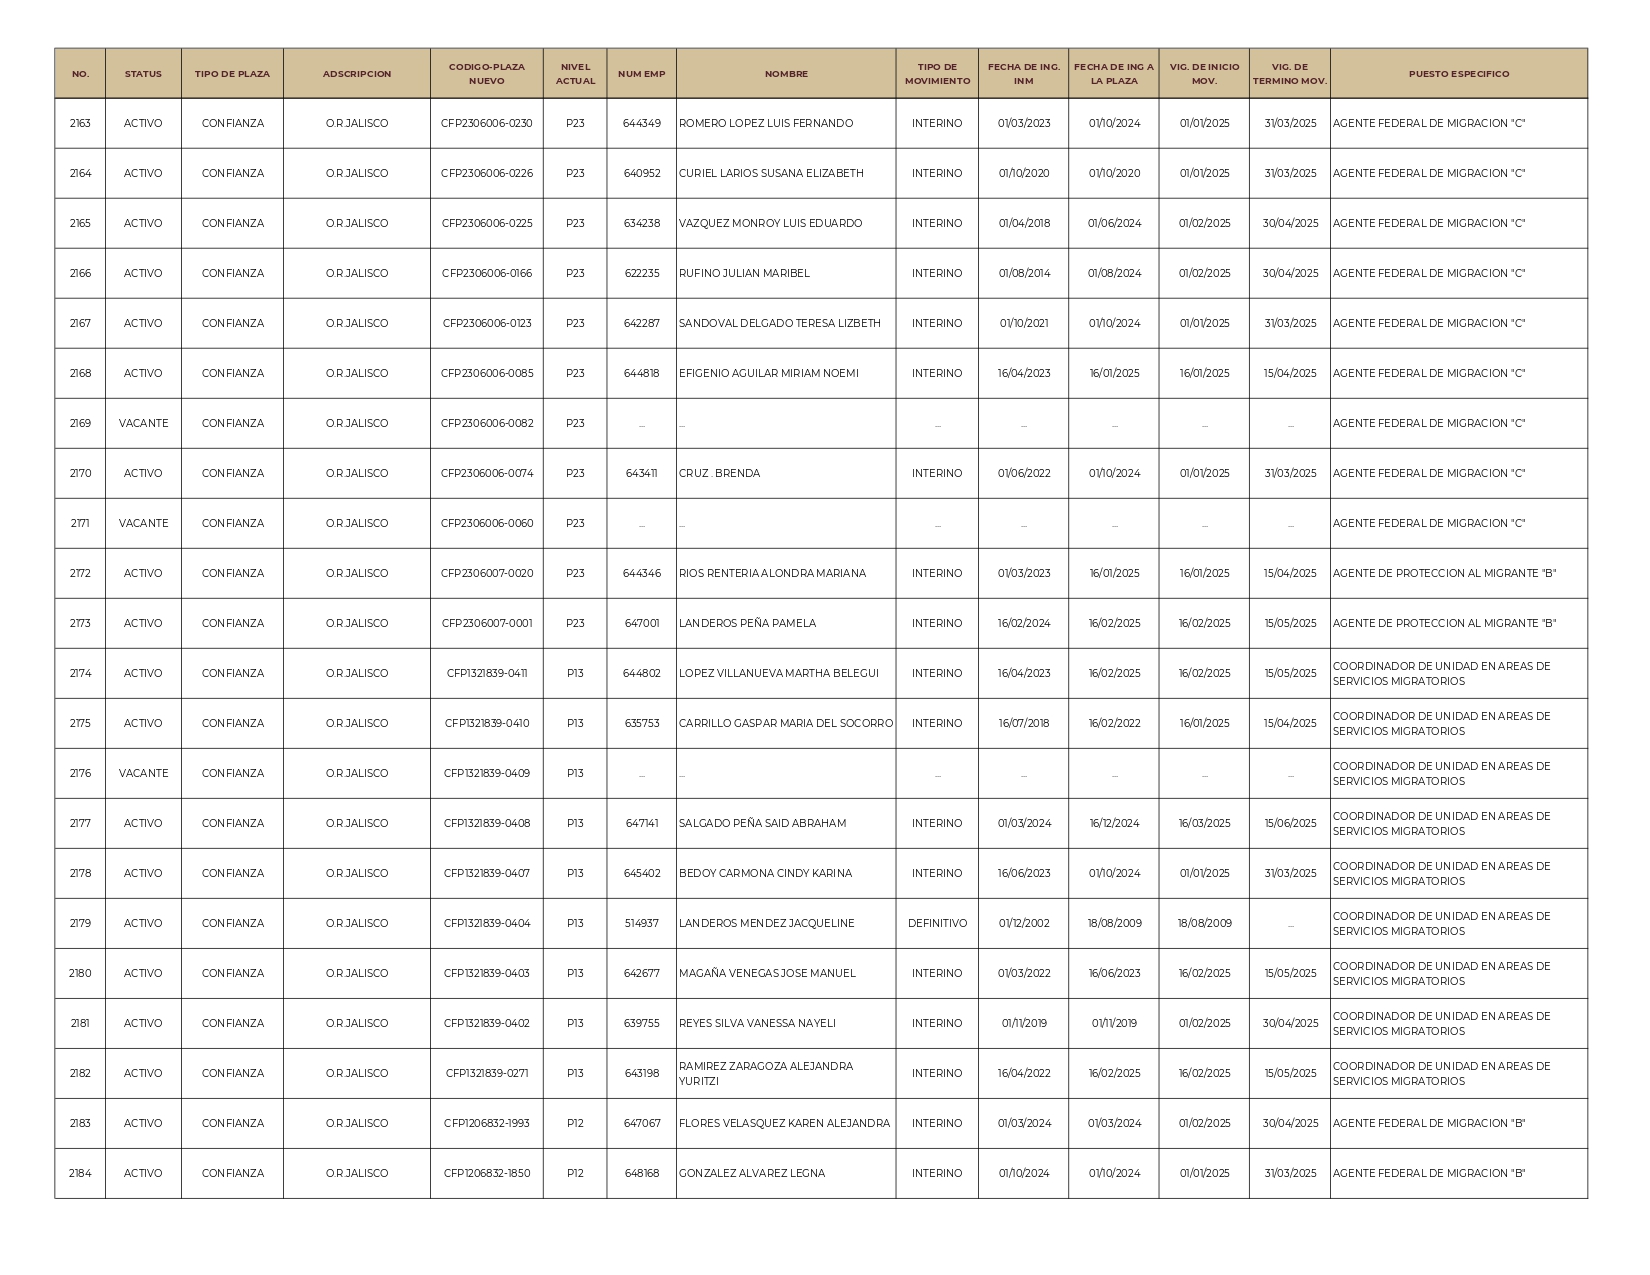 NO. STATUS TIPO DE PLAZA ADSCRIPCION CODIGO-PLAZA NUEVO NIVEL ACTUAL NUM EMP NOMBRE TIPO DE MOVIMIENTO FECHA DE ING. INM FECHA DE ING A LA PLAZA VIG. DE INICIO MOV. VIG. DE TERMINO MOV. PUESTO ESPECIFICO
2163 ACTIVO CONFIANZA O.R.JALISCO CFP2306006-0230 P23 644349 ROMERO LOPEZ LUIS FERNANDO INTERINO 01/03/2023 01/10/2024 01/01/2025 31/03/2025 AGENTE FEDERAL DE MIGRACION "C"
2164 ACTIVO CONFIANZA O.R.JALISCO CFP2306006-0226 P23 640952 CURIEL LARIOS SUSANA ELIZABETH INTERINO 01/10/2020 01/10/2020 01/01/2025 31/03/2025 AGENTE FEDERAL DE MIGRACION "C"
2165 ACTIVO CONFIANZA O.R.JALISCO CFP2306006-0225 P23 634238 VAZQUEZ MONROY LUIS EDUARDO INTERINO 01/04/2018 01/06/2024 01/02/2025 30/04/2025 AGENTE FEDERAL DE MIGRACION "C"
2166 ACTIVO CONFIANZA O.R.JALISCO CFP2306006-0166 P23 622235 RUFINO JULIAN MARIBEL INTERINO 01/08/2014 01/08/2024 01/02/2025 30/04/2025 AGENTE FEDERAL DE MIGRACION "C"
2167 ACTIVO CONFIANZA O.R.JALISCO CFP2306006-0123 P23 642287 SANDOVAL DELGADO TERESA LIZBETH INTERINO 01/10/2021 01/10/2024 01/01/2025 31/03/2025 AGENTE FEDERAL DE MIGRACION "C"
2168 ACTIVO CONFIANZA O.R.JALISCO CFP2306006-0085 P23 644818 EFIGENIO AGUILAR MIRIAM NOEMI INTERINO 16/04/2023 16/01/2025 16/01/2025 15/04/2025 AGENTE FEDERAL DE MIGRACION "C"
2169 VACANTE CONFIANZA O.R.JALISCO CFP2306006-0082 P23 ... ... ... ... ... ... ... AGENTE FEDERAL DE MIGRACION "C"
2170 ACTIVO CONFIANZA O.R.JALISCO CFP2306006-0074 P23 643411 CRUZ . BRENDA INTERINO 01/06/2022 01/10/2024 01/01/2025 31/03/2025 AGENTE FEDERAL DE MIGRACION "C"
2171 VACANTE CONFIANZA O.R.JALISCO CFP2306006-0060 P23 ... ... ... ... ... ... ... AGENTE FEDERAL DE MIGRACION "C"
2172 ACTIVO CONFIANZA O.R.JALISCO CFP2306007-0020 P23 644346 RIOS RENTERIA ALONDRA MARIANA INTERINO 01/03/2023 16/01/2025 16/01/2025 15/04/2025 AGENTE DE PROTECCION AL MIGRANTE "B"
2173 ACTIVO CONFIANZA O.R.JALISCO CFP2306007-0001 P23 647001 LANDEROS PEÑA PAMELA INTERINO 16/02/2024 16/02/2025 16/02/2025 15/05/2025 AGENTE DE PROTECCION AL MIGRANTE "B"
2174 ACTIVO CONFIANZA O.R.JALISCO CFP1321839-0411 P13 644802 LOPEZ VILLANUEVA MARTHA BELEGUI INTERINO 16/04/2023 16/02/2025 16/02/2025 15/05/2025 COORDINADOR DE UNIDAD EN AREAS DE SERVICIOS MIGRATORIOS
2175 ACTIVO CONFIANZA O.R.JALISCO CFP1321839-0410 P13 635753 CARRILLO GASPAR MARIA DEL SOCORRO INTERINO 16/07/2018 16/02/2022 16/01/2025 15/04/2025 COORDINADOR DE UNIDAD EN AREAS DE SERVICIOS MIGRATORIOS
2176 VACANTE CONFIANZA O.R.JALISCO CFP1321839-0409 P13 ... ... ... ... ... ... ... COORDINADOR DE UNIDAD EN AREAS DE SERVICIOS MIGRATORIOS
2177 ACTIVO CONFIANZA O.R.JALISCO CFP1321839-0408 P13 647141 SALGADO PEÑA SAID ABRAHAM INTERINO 01/03/2024 16/12/2024 16/03/2025 15/06/2025 COORDINADOR DE UNIDAD EN AREAS DE SERVICIOS MIGRATORIOS
2178 ACTIVO CONFIANZA O.R.JALISCO CFP1321839-0407 P13 645402 BEDOY CARMONA CINDY KARINA INTERINO 16/06/2023 01/10/2024 01/01/2025 31/03/2025 COORDINADOR DE UNIDAD EN AREAS DE SERVICIOS MIGRATORIOS
2179 ACTIVO CONFIANZA O.R.JALISCO CFP1321839-0404 P13 514937 LANDEROS MENDEZ JACQUELINE DEFINITIVO 01/12/2002 18/08/2009 18/08/2009 ... COORDINADOR DE UNIDAD EN AREAS DE SERVICIOS MIGRATORIOS
2180 ACTIVO CONFIANZA O.R.JALISCO CFP1321839-0403 P13 642677 MAGAÑA VENEGAS JOSE MANUEL INTERINO 01/03/2022 16/06/2023 16/02/2025 15/05/2025 COORDINADOR DE UNIDAD EN AREAS DE SERVICIOS MIGRATORIOS
2181 ACTIVO CONFIANZA O.R.JALISCO CFP1321839-0402 P13 639755 REYES SILVA VANESSA NAYELI INTERINO 01/11/2019 01/11/2019 01/02/2025 30/04/2025 COORDINADOR DE UNIDAD EN AREAS DE SERVICIOS MIGRATORIOS
2182 ACTIVO CONFIANZA O.R.JALISCO CFP1321839-0271 P13 643198 RAMIREZ ZARAGOZA ALEJANDRA YURITZI INTERINO 16/04/2022 16/02/2025 16/02/2025 15/05/2025 COORDINADOR DE UNIDAD EN AREAS DE SERVICIOS MIGRATORIOS
2183 ACTIVO CONFIANZA O.R.JALISCO CFP1206832-1993 P12 647067 FLORES VELASQUEZ KAREN ALEJANDRA INTERINO 01/03/2024 01/03/2024 01/02/2025 30/04/2025 AGENTE FEDERAL DE MIGRACION "B"
2184 ACTIVO CONFIANZA O.R.JALISCO CFP1206832-1850 P12 648168 GONZALEZ ALVAREZ LEGNA INTERINO 01/10/2024 01/10/2024 01/01/2025 31/03/2025 AGENTE FEDERAL DE MIGRACION "B"